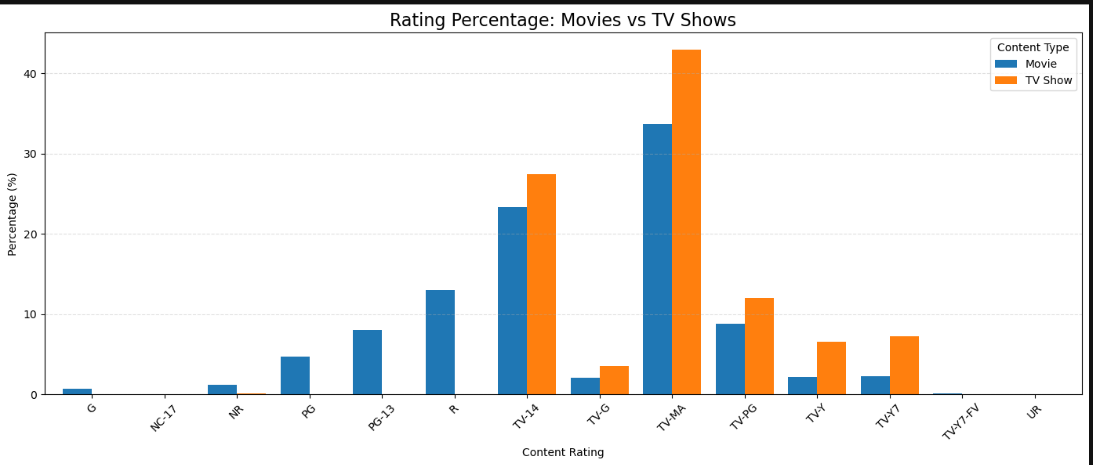 Rating Percentage: Movies vs TV Shows
Content Type
Movie
TV Show
Percentage (%)
40
30
20
10
0
G
NC-17
NR
PG
PG-13
R
TV-14
TV-G
TV-MA
TV-PG
TV-Y
TV-Y7
TV-Y7-FV
UR
Content Rating